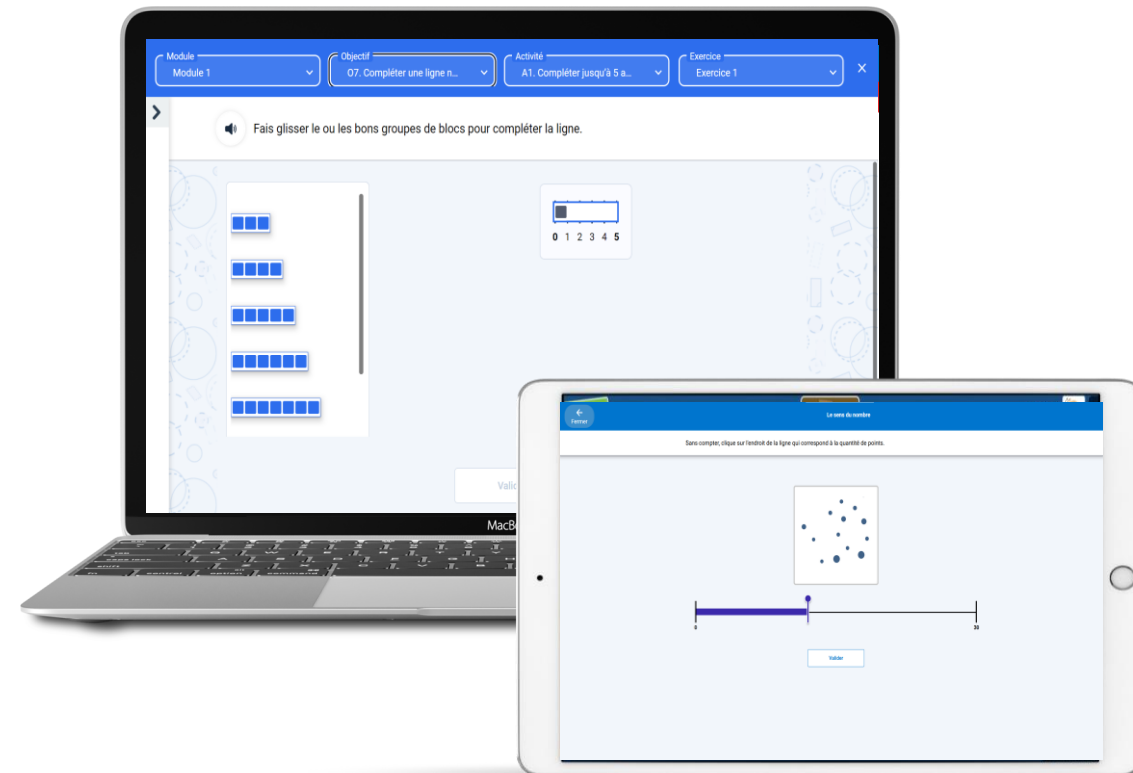 Module
Module 1
Objectif
O7. Compléter une ligne n...
Activité
A1. Compléter jusqu'à 5 a...
Exercice
Exercice 1
Fais glisser le ou les bons groupes de blocs pour compléter la ligne.
0 1 2 3 4 5
Valid
MacB
Fermer
Le sens du nombre
Sans compter, clique sur l'endroit de la ligne qui correspond à la quantité de points.
0
Valider